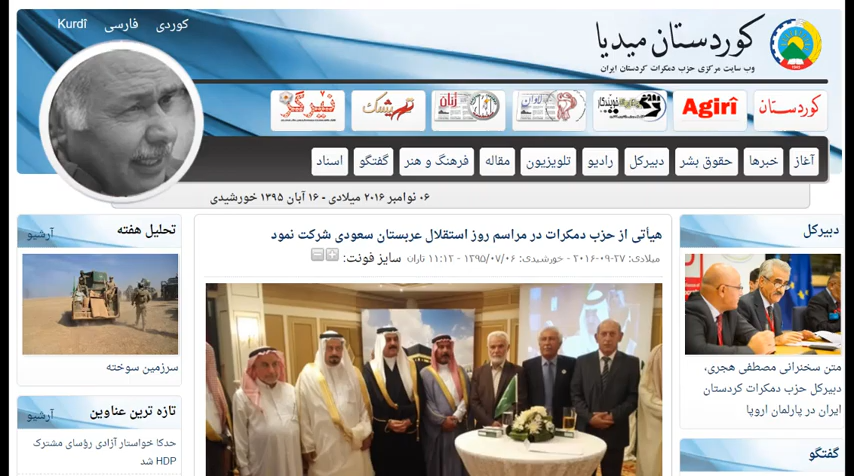 کوردی
فارسی
Kurdî
کوردستان میدیا
وب سایت مرکزی حزب دمکرات کردستان ایران
کوردستان
Agirî
زنان
تیشک
آغاز
خبرها
حقوق بشر
دبیرکل
رادیو
تلویزیون
مقاله
فرهنگ و هنر
گفتگو
اسناد
۰۶ نوامبر ۲۰۱۶ میلادی - ۱۶ آبان ۱۳۹۵ خورشیدی
دبیرکل
متن سخنرانی مصطفی هجری،
دبیرکل حزب دمکرات کردستان
ایران در پارلمان اروپا
گفتگو
هیأتی از حزب دمکرات در مراسم روز استقلال عربستان سعودی شرکت نمود
میلادی: ۲۷-۰۹-۲۰۱۶ - خورشیدی: ۱۳۹۵/۰۷/۰۶ - ۱۱:۱۲ تاران
سایز فونت:
تحلیل هفته
آرشیو
سرزمین سوخته
تازه ترین عناوین
آرشیو
حدکا خواستار آزادی رؤسای مشترک
HDP شد